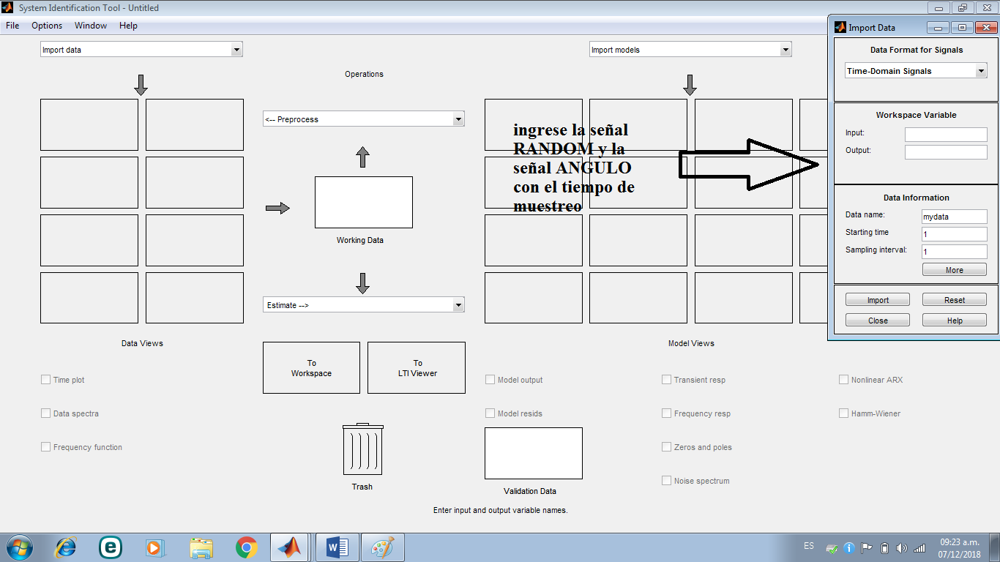 System Identification Tool - Untitled
File Options Window Help
Import data
Import models
Operations
<-- Preprocess
Working Data
Estimate -->
Data Views
To
Workspace
To
LTI Viewer
Model Views
Time plot
Data spectra
Frequency function
Model output
Model resids
Transient resp
Frequency resp
Zeros and poles
Noise spectrum
Nonlinear ARX
Hamm-Wiener
Trash
Validation Data
Enter input and output variable names.
ingrese la señal
RANDOM y la
señal ANGULO
con el tiempo de
muestreo
Import Data
Data Format for Signals
Time-Domain Signals
Workspace Variable
Input:
Output:
Data Information
Data name: mydata
Starting time 1
Sampling interval: 1
More
Import Reset
Close Help
ES
09:23 a.m.
07/12/2018